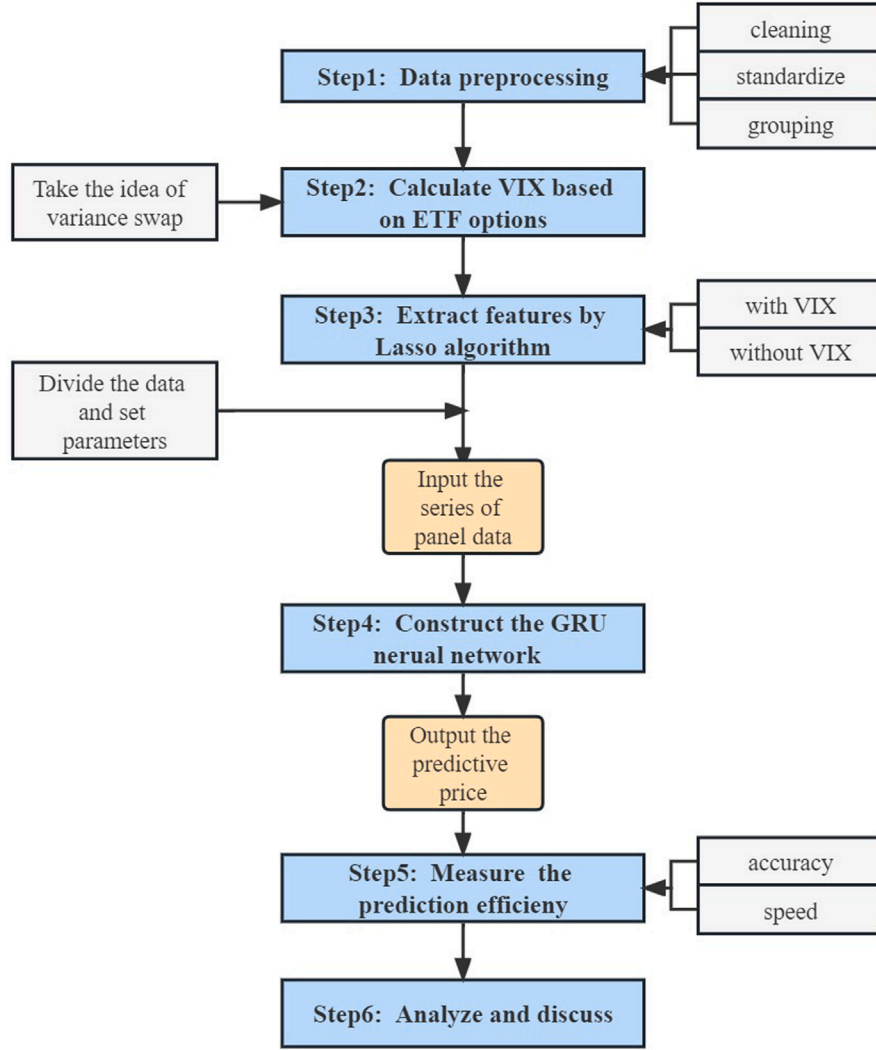 cleaning
Step1: Data preprocessing
standardize
grouping
Take the idea of
variance swap
Step2: Calculate VIX based
on ETF options
Step3: Extract features by
Lasso algorithm
with VIX
without VIX
Divide the data
and set
parameters
Input the
series of
panel data
Step4: Construct the GRU
nerual network
Output the
predictive
price
Step5: Measure the
prediction efficieny
accuracy
speed
Step6: Analyze and discuss